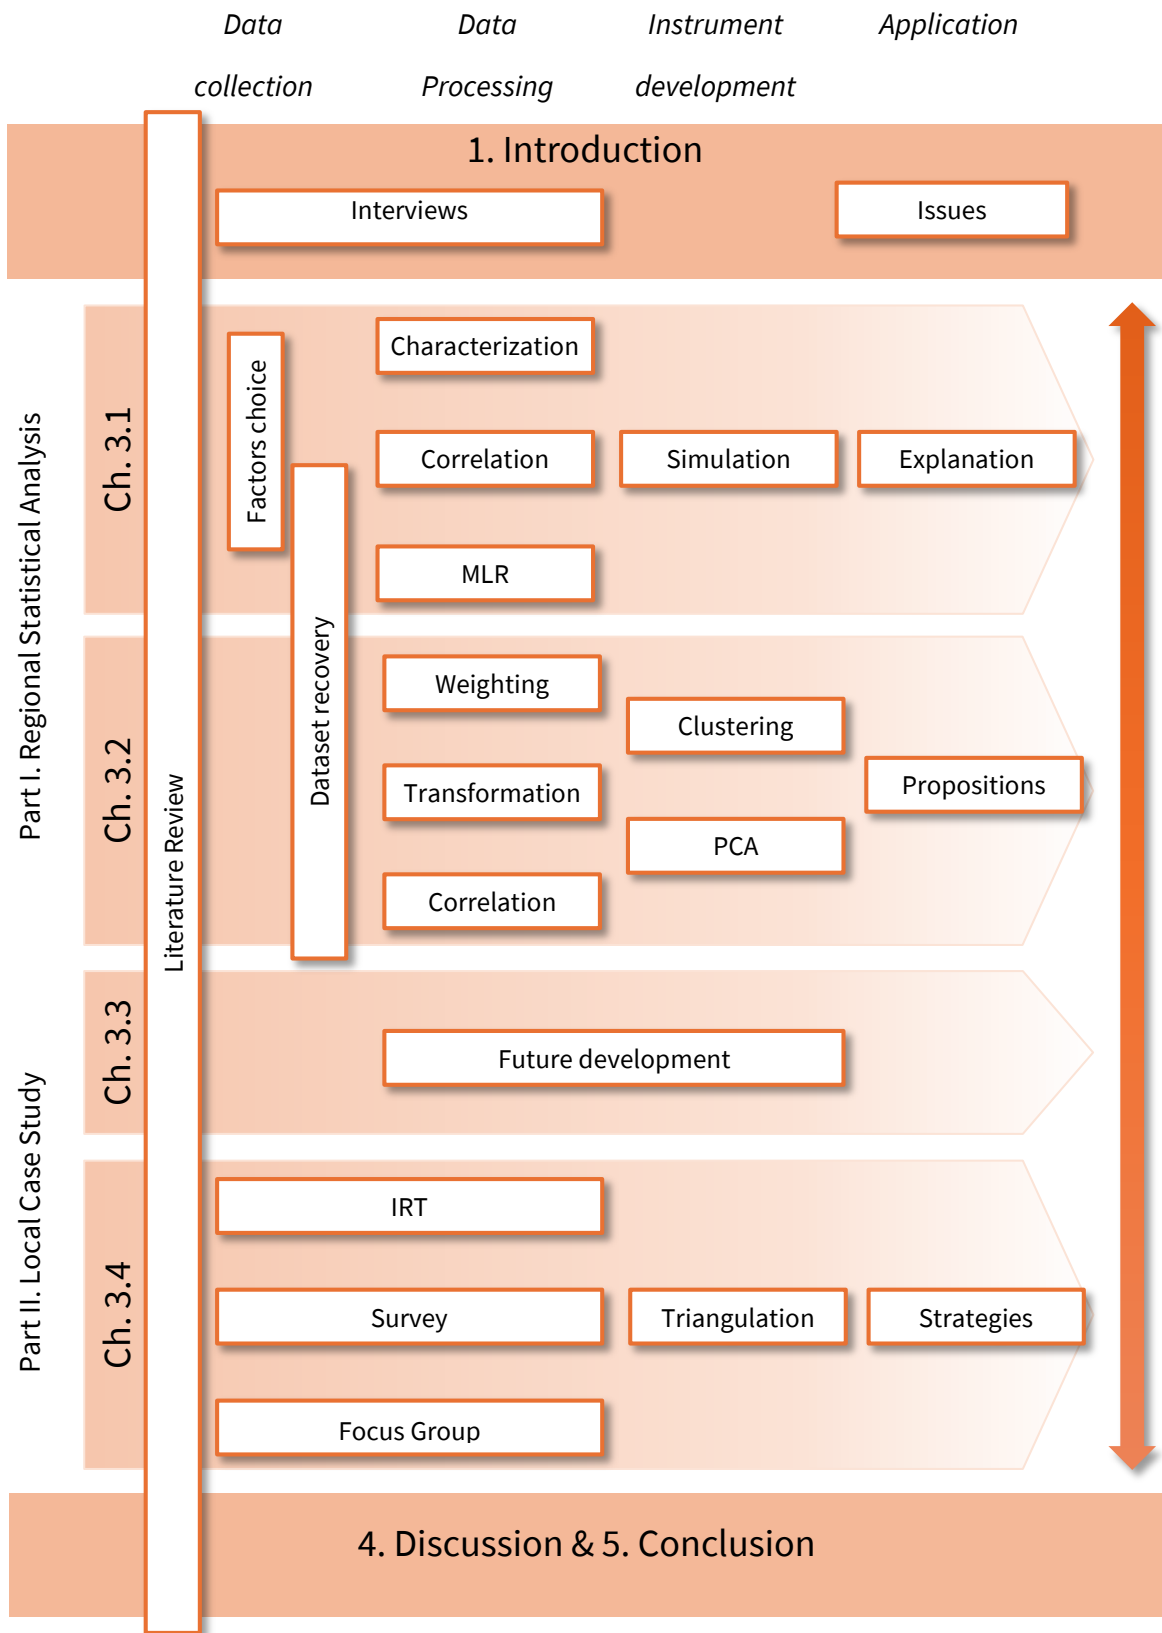 Data
collection
Data
Processing
Instrument
development
Application
1. Introduction
Interviews
Issues
Literature Review
Part I. Regional Statistical Analysis
Ch. 3.1
Factors choice
Dataset recovery
Characterization
Correlation
MLR
Simulation
Explanation
Ch. 3.2
Weighting
Transformation
Correlation
Clustering
PCA
Propositions
Part II. Local Case Study
Ch. 3.3
Future development
Ch. 3.4
IRT
Survey
Focus Group
Triangulation
Strategies
4. Discussion & 5. Conclusion